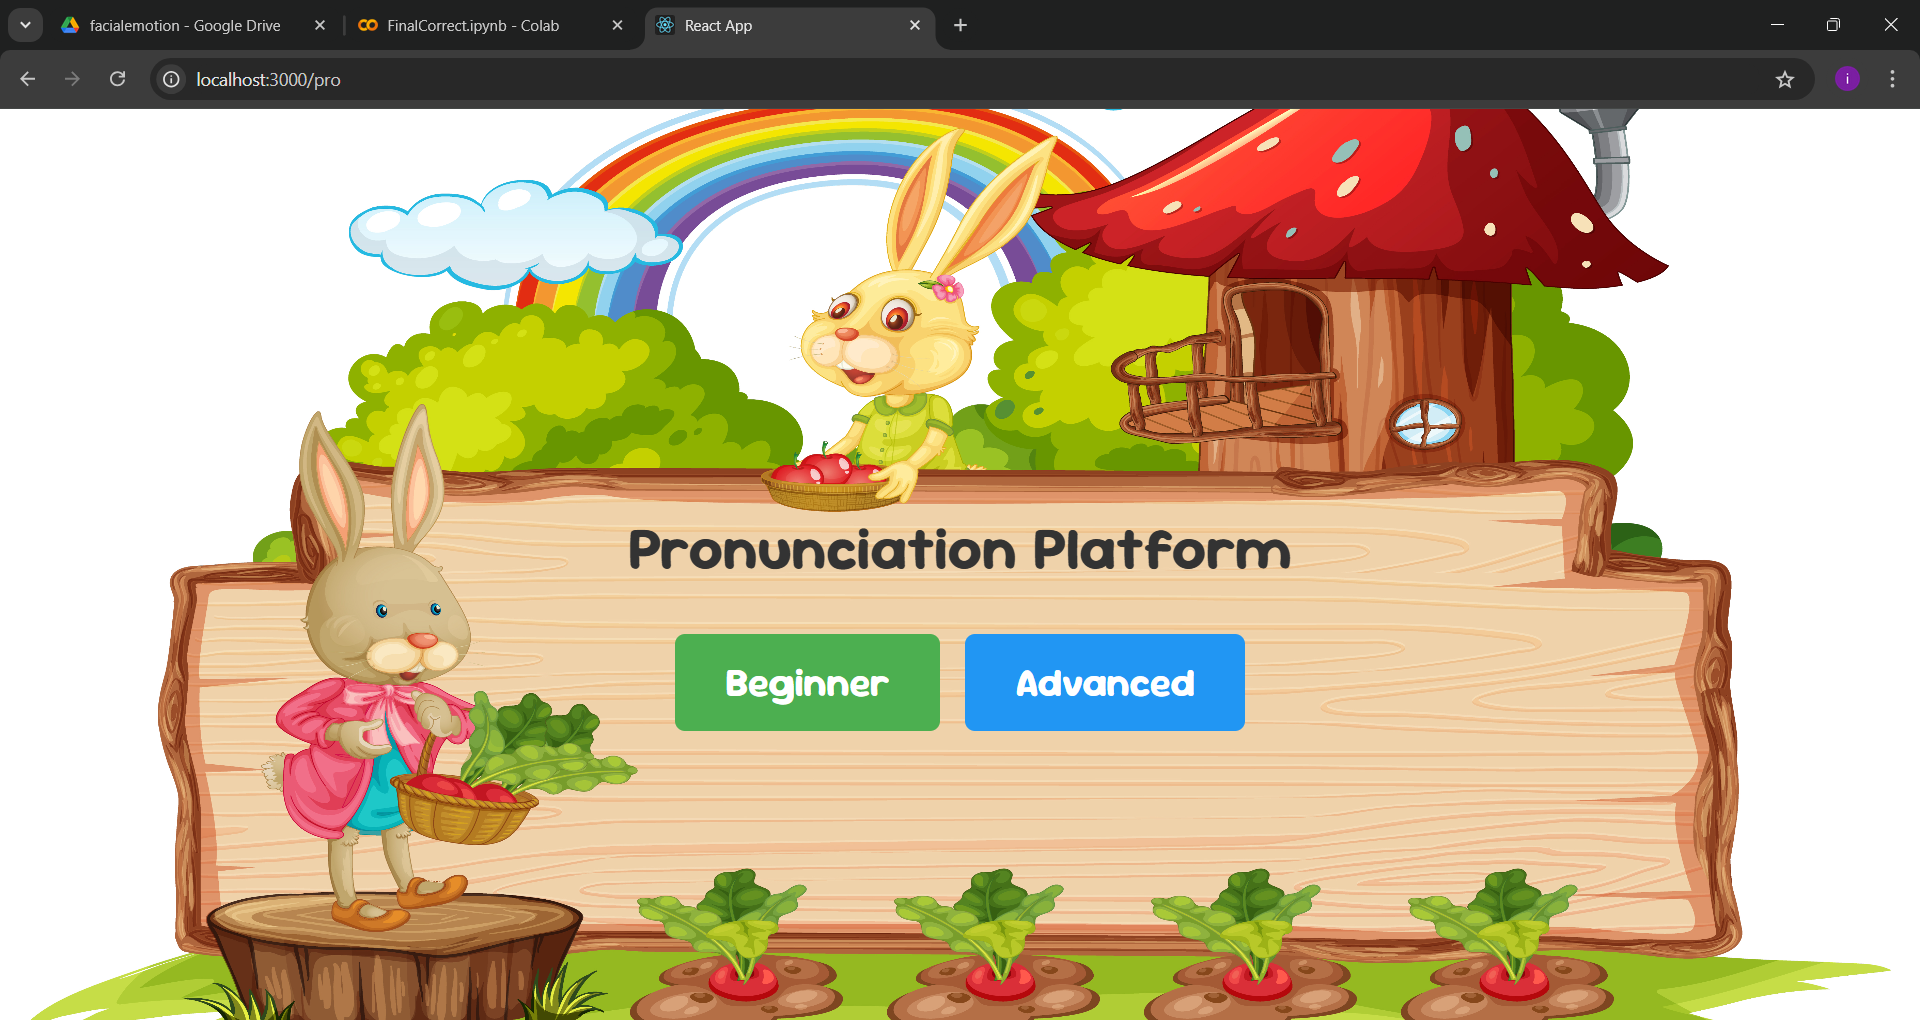 facialemotion - Google Drive
FinalCorrect.ipynb - Colab
React App
localhost:3000/pro
i
Pronunciation Platform
Beginner
Advanced